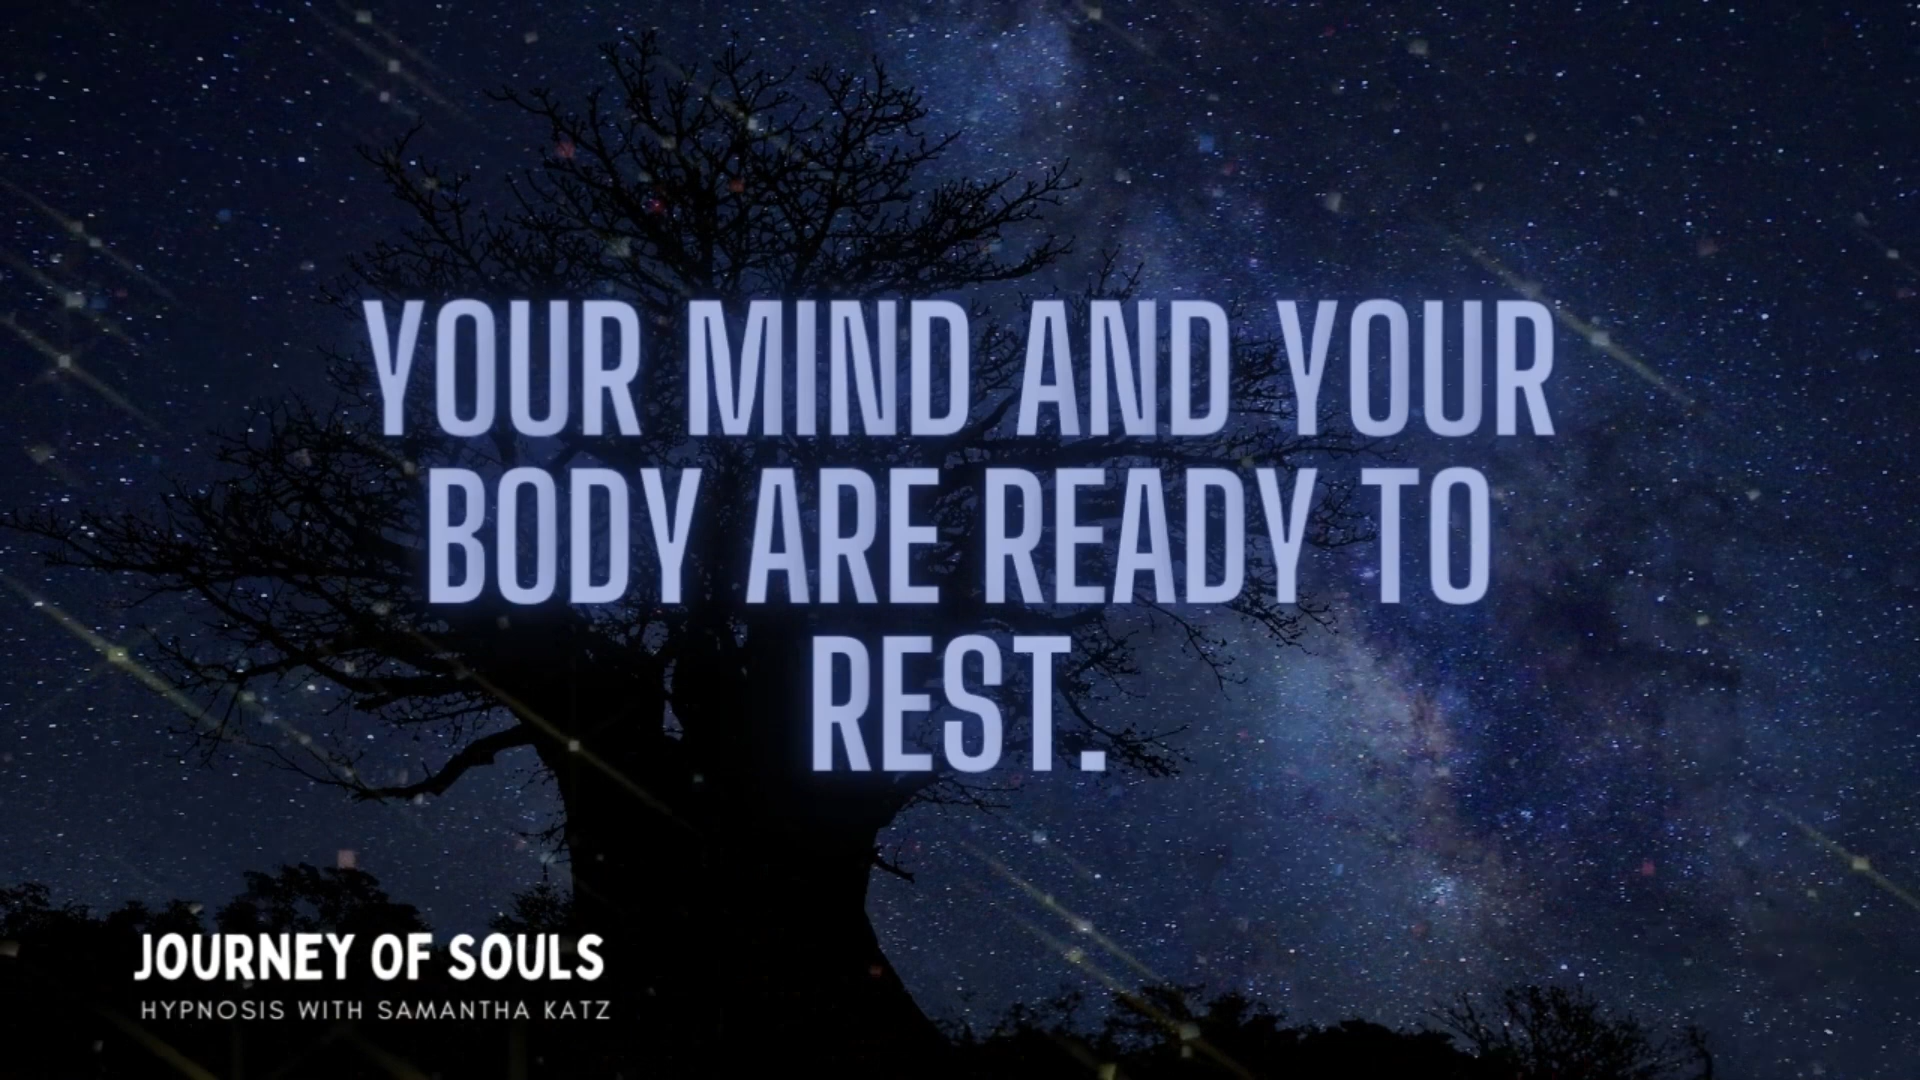 YOUR MIND AND YOUR
BODY ARE READY TO
REST.
JOURNEY OF SOULS
HYPNOSIS WITH SAMANTHA KATZ